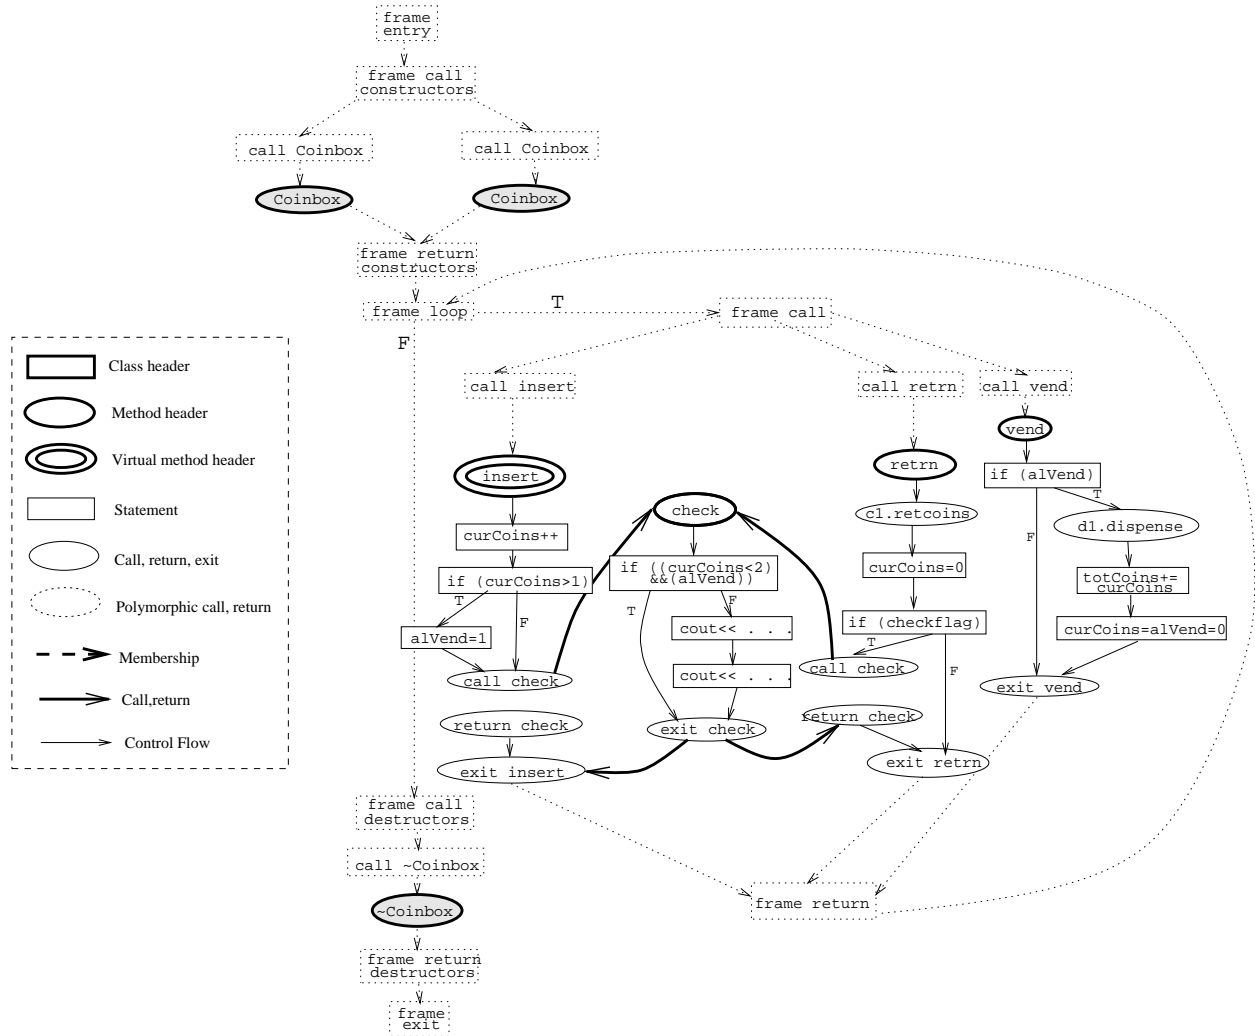 frame
entry
frame call
constructors
call Coinbox
call Coinbox
Coinbox
Coinbox
frame return
constructors
frame loop
T
frame call
F
Class header
Method header
Virtual method header
Statement
Call, return, exit
Polymorphic call, return
Membership
Call,return
Control Flow
call insert
call retrn
call vend
insert
curCoins++
if (curCoins>1)
T
F
alVend=1
call check
return check
exit insert
check
if ((curCoins<2)
&&(alVend))
T
F
cout<< . . .
cout<< . . .
exit check
retrn
c1.retcoins
curCoins=0
if (checkflag)
T
F
call check
return check
exit retrn
vend
if (alVend)
T
F
d1.dispense
totCoins+=
curCoins
curCoins=alVend=0
exit vend
frame call
destructors
call ~Coinbox
~Coinbox
frame return
destructors
frame
exit
frame return